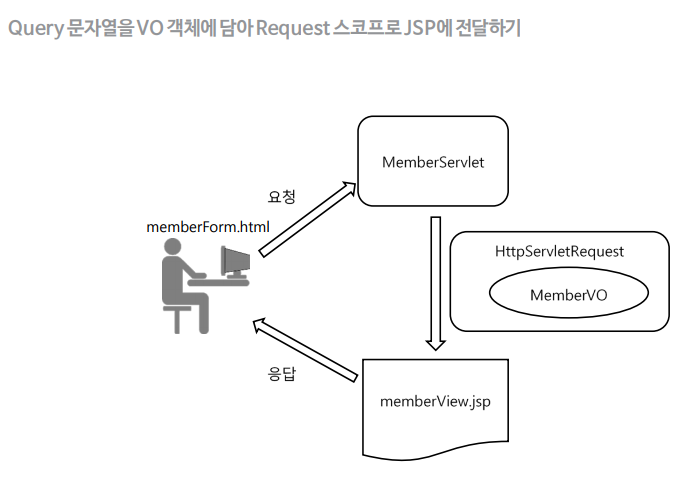 Query 문자열을 VO 객체에 담아 Request 스코프로 JSP에 전달하기
MemberServlet
요청
memberForm.html
HttpServletRequest
MemberVO
응답
memberView.jsp